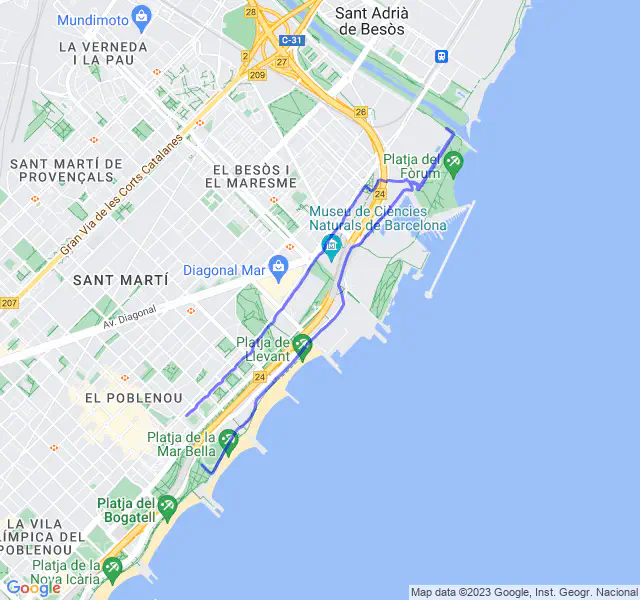 28
Mundimoto
Sant Adrià
de Besòs
LA VERNEDA
I LA PAU
C-31
2
27
209
26
Platja del
Fòrum
SANT MARTÍ DE
PROVENÇALS
EL BESÒS I
EL MARESME
24
Gran Via de les Corts Catalanes
Museu de Ciències
Naturals de Barcelona
Diagonal Mar
SANT MARTÍ
207
Av. Diagonal
Platja de
Llevant
24
EL POBLENOU
Platja de la
Mar Bella
Platja del
Bogatell
LA VILA
LÍMPICA DEL
POBLENOU
Platja de la
Nova Icària
Google
Map data ©2023 Google, Inst. Geogr. Nacional